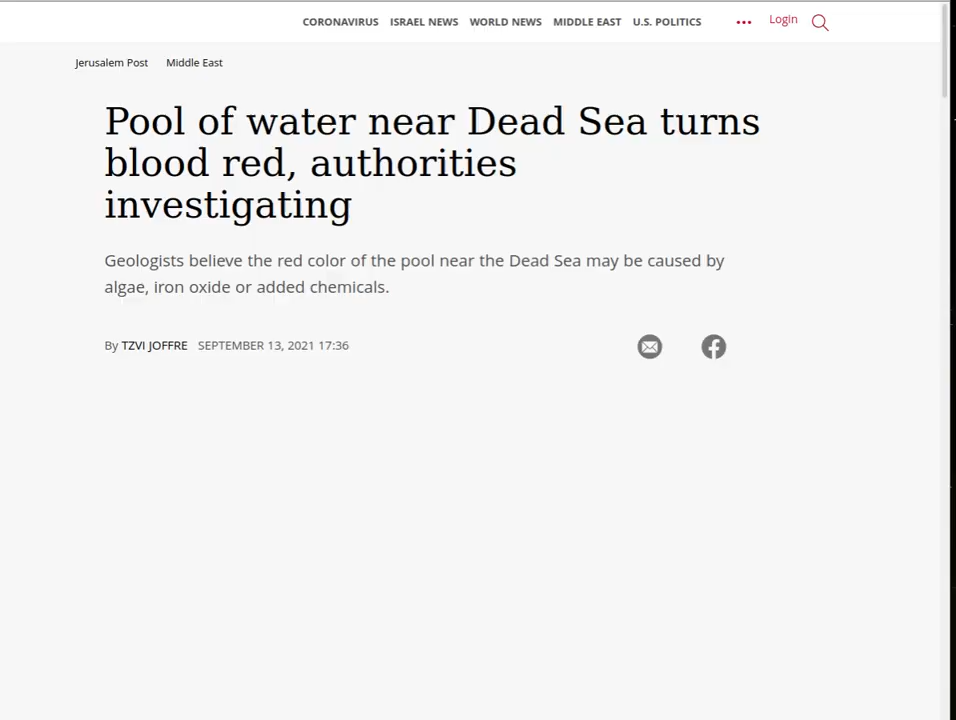 CORONAVIRUS ISRAEL NEWS WORLD NEWS MIDDLE EAST U.S. POLITICS ••• Login
Jerusalem Post Middle East
Pool of water near Dead Sea turns
blood red, authorities
investigating
Geologists believe the red color of the pool near the Dead Sea may be caused by
algae, iron oxide or added chemicals.
By TZVI JOFFRE SEPTEMBER 13, 2021 17:36